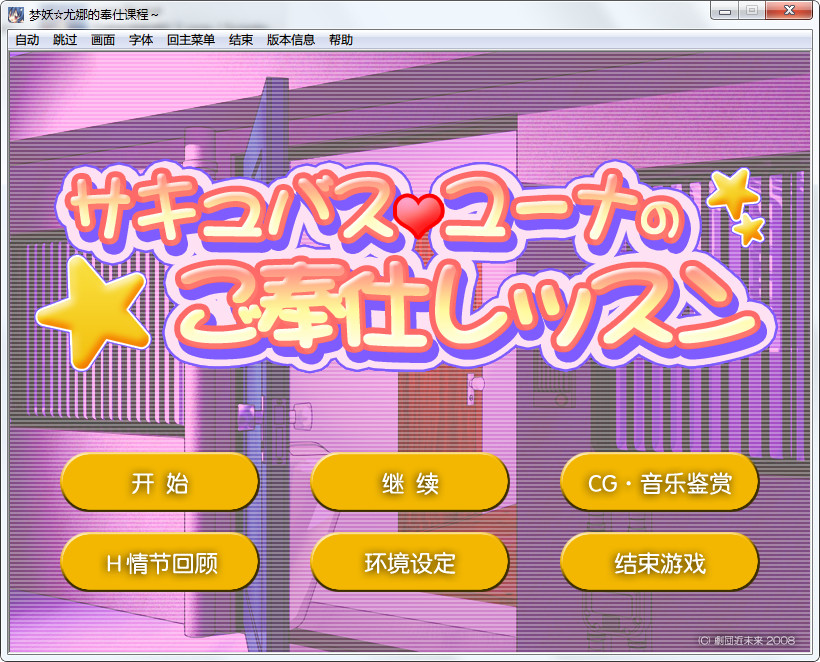 梦妖☆尤娜的奉仕课程～
自动 跳过 画面 字体 回主菜单 结束 版本信息 帮助
サキュバス❤ユーナの
ご奉仕レッスン
开 始 继 续 CG・音乐鉴赏
H情节回顾 环境设定 结束游戏
(C) 劇団近未来 2008